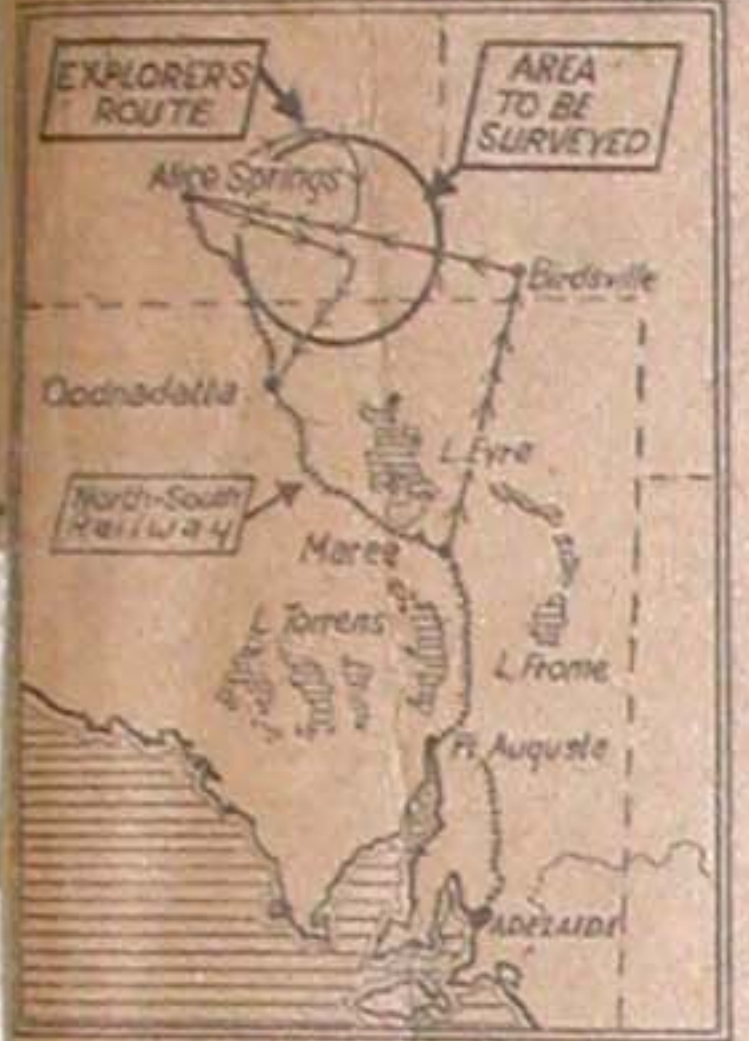 EXPLORERS
ROUTE
AREA
TO BE
SURVEYED
Alice Springs
Birdsville
Oodnadatta
L. Eyre
North-South
Railway
Maree
L. Torrens
L. Frome
Pt. Augusta
ADELAIDE